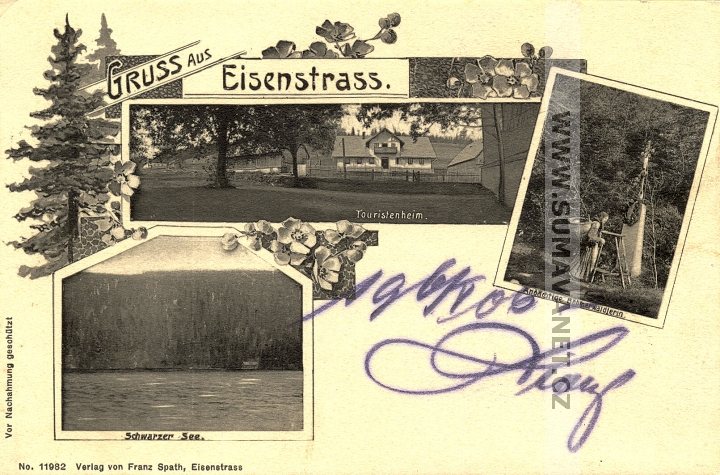 Gruss aus
Eisenstrass.
Touristenheim.
Schwarzer See.
Vor Nachahmung geschützt
No. 11982 Verlag von Franz Spath, Eisenstrass
WWW.SUMAVANET.CZ